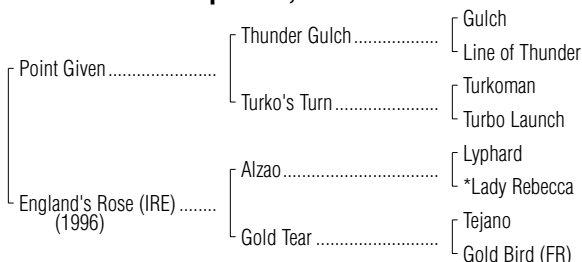 Gulch
Thunder Gulch
Line of Thunder
Point Given
Turkoman
Turko's Turn
Turbo Launch
Lyphard
Alzao
*Lady Rebecca
England's Rose (IRE)
(1996)
Tejano
Gold Tear
Gold Bird (FR)